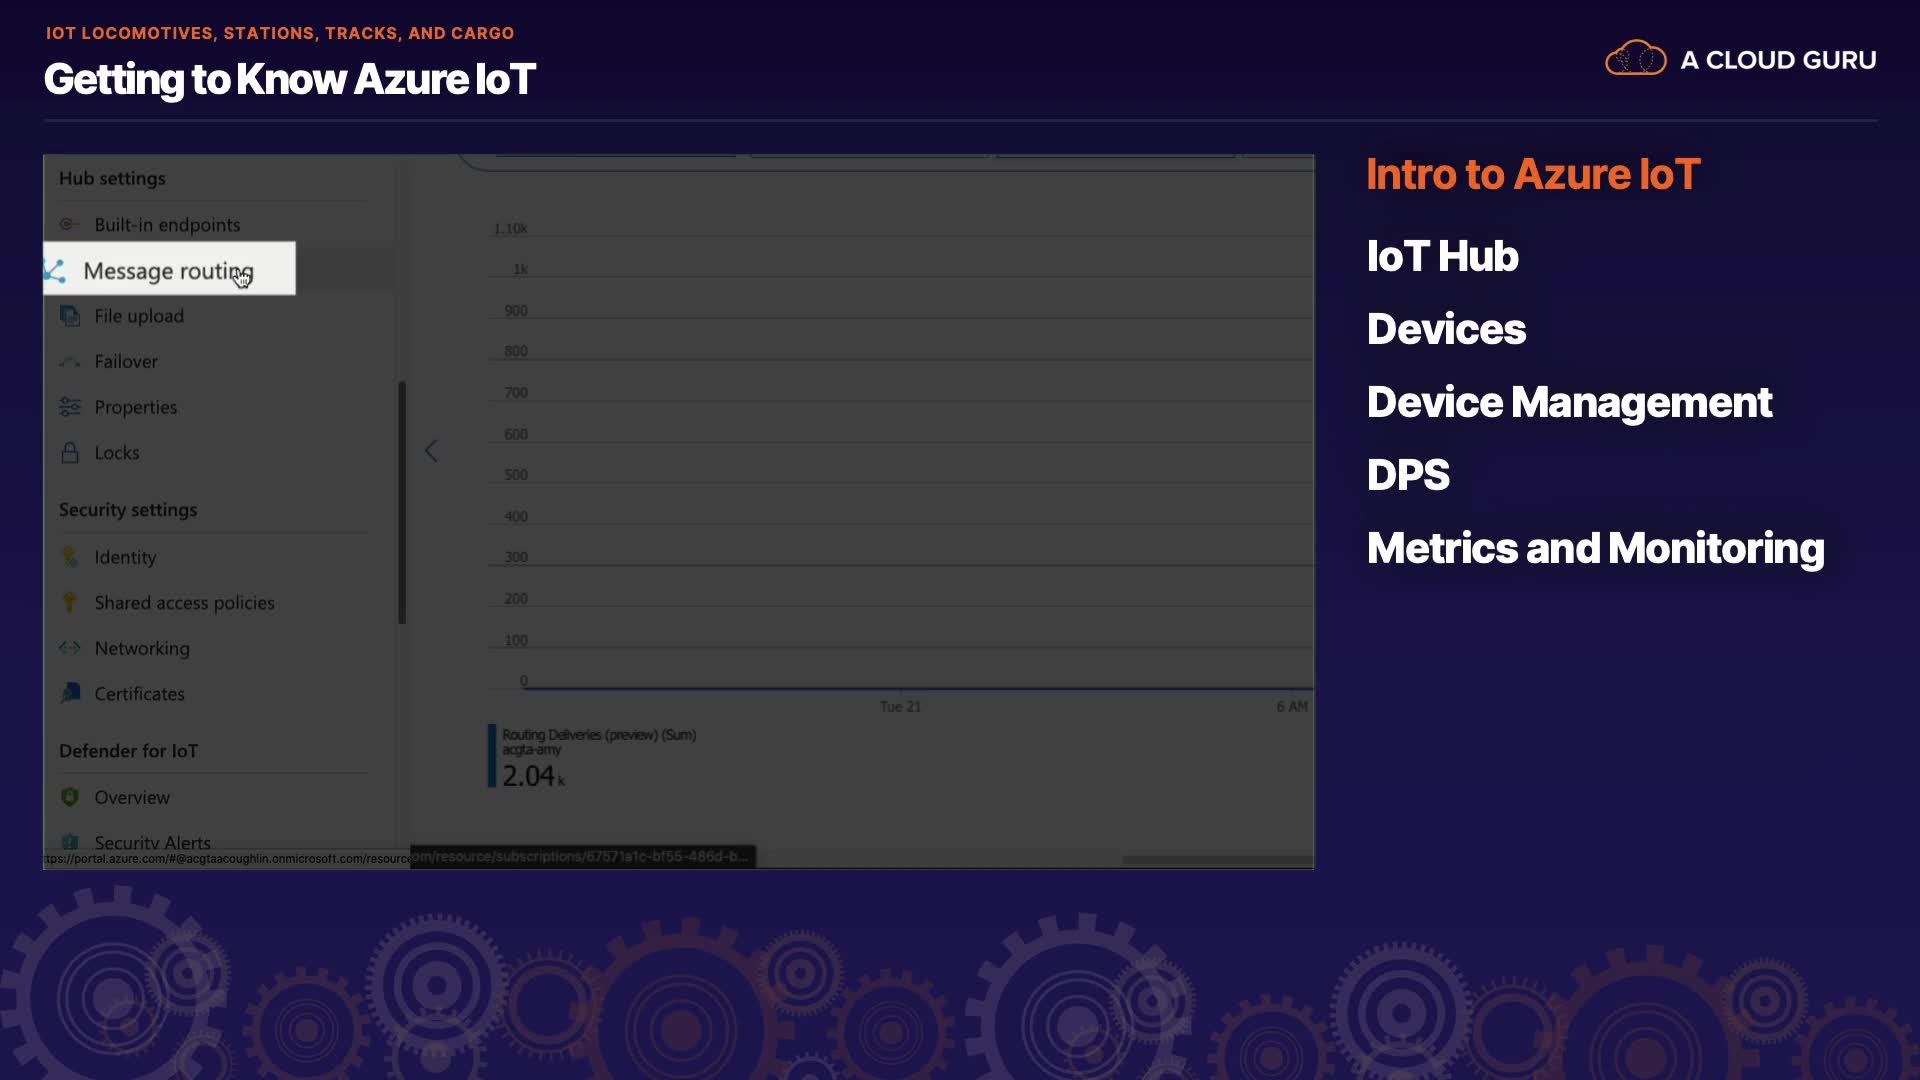 IOT LOCOMOTIVES, STATIONS, TRACKS, AND CARGO
Getting to Know Azure IoT
A CLOUD GURU
Hub settings
Built-in endpoints
Message routing
File upload
Failover
Properties
Locks
Security settings
Identity
Shared access policies
Networking
Certificates
Defender for IoT
Overview
Security Alerts
ttps://portal.azure.com/#@acgtaacoughlin.onmicrosoft.com/resource
om/resource/subscriptions/67571a1c-bf55-486d-b...
1.10k
1k
900
800
700
600
500
400
300
200
100
0
Tue 21
6 AM
Routing Deliveries (preview) (Sum)
acgta-amy
2.04 k
Intro to Azure IoT
IoT Hub
Devices
Device Management
DPS
Metrics and Monitoring